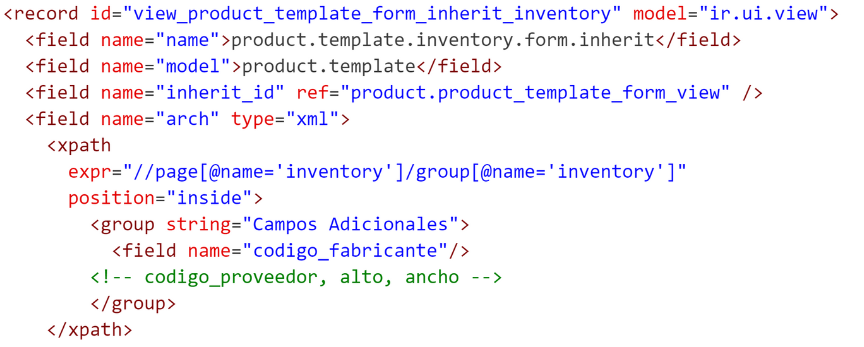 <record id="view_product_template_form_inherit_inventory" model="ir.ui.view">
<field name="name">product.template.inventory.form.inherit</field>
<field name="model">product.template</field>
<field name="inherit_id" ref="product.product_template_form_view" />
<field name="arch" type="xml">
<xpath
expr="//page[@name='inventory']/group[@name='inventory']"
position="inside">
<group string="Campos Adicionales">
<field name="codigo_fabricante"/>
<!-- codigo_proveedor, alto, ancho -->
</group>
</xpath>